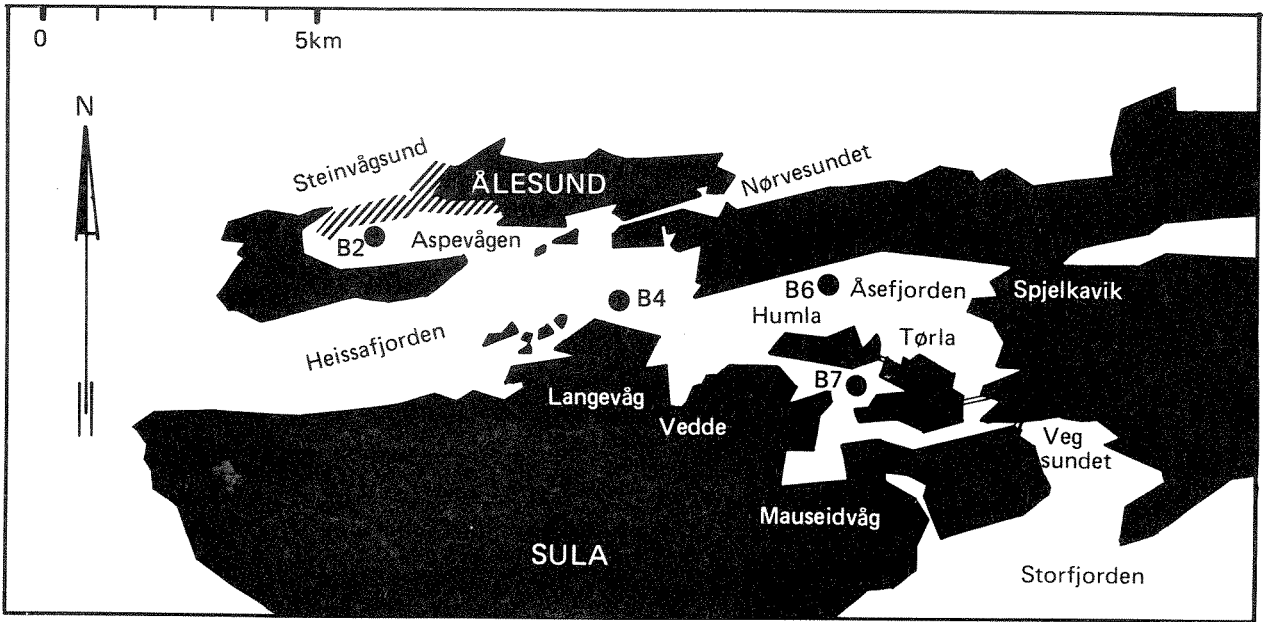 0 5km
N
Steinvågsund
ÅLESUND
Nørvesundet
B2
Aspevågen
B4
B6
Åsefjorden
Spjelkavik
Humla
Heissafjorden
Tørla
B7
Langevåg
Vedde
Veg
sundet
Mauseidvåg
SULA
Storfjorden